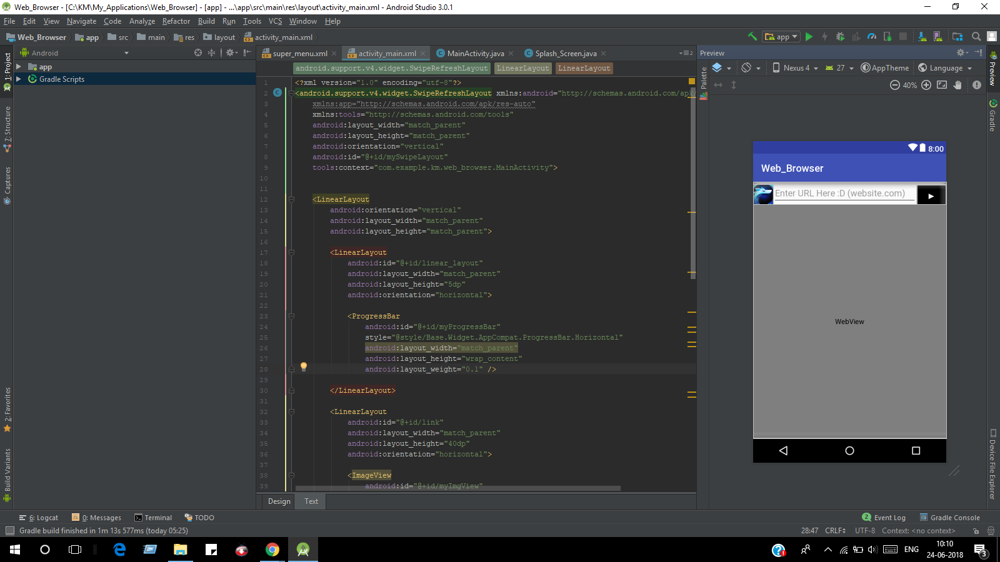 Web_Browser - [C:\KM\My_Applications\Web_Browser] - [app] - ...\app\src\main\res\layout\activity_main.xml - Android Studio 3.0.1
File Edit View Navigate Code Analyze Refactor Build Run Tools VCS Window Help
Web_Browser app src main res layout activity_main.xml app
Android
super_menu.xml activity_main.xml MainActivity.java Splash_Screen.java
2
Preview
1: Project
7: Structure
Captures
2: Favorites
Build Variants
app
Gradle Scripts
android.support.v4.widget.SwipeRefreshLayout LinearLayout LinearLayout
1 <?xml version="1.0" encoding="utf-8"?>
2 <android.support.v4.widget.SwipeRefreshLayout xmlns:android="http://schemas.android.com/apk/
3 xmlns:app="http://schemas.android.com/apk/res-auto"
4 xmlns:tools="http://schemas.android.com/tools"
5 android:layout_width="match_parent"
6 android:layout_height="match_parent"
7 android:orientation="vertical"
8 android:id="@+id/mySwipeLayout"
9 tools:context="com.example.km.web_browser.MainActivity">
10
11
12 <LinearLayout
13 android:orientation="vertical"
14 android:layout_width="match_parent"
15 android:layout_height="match_parent">
16
17 <LinearLayout
18 android:id="@+id/linear_layout"
19 android:layout_width="match_parent"
20 android:layout_height="5dp"
21 android:orientation="horizontal">
22
23 <ProgressBar
24 android:id="@+id/myProgressBar"
25 style="@style/Base.Widget.AppCompat.ProgressBar.Horizontal"
26 android:layout_width="match_parent"
27 android:layout_height="wrap_content"
28 android:layout_weight="0.1" />
29
30 </LinearLayout>
31
32 <LinearLayout
33 android:id="@+id/link"
34 android:layout_width="match_parent"
35 android:layout_height="40dp"
36 android:orientation="horizontal">
37
38 <ImageView
39 android:id="@+id/myImgView"
Design Text
Palette
Nexus 4 27 AppTheme Language
40%
8:00
Web_Browser
Enter URL Here :D (website.com)
WebView
Preview
Gradle
Device File Explorer
6: Logcat 0: Messages Terminal TODO 2 Event Log Gradle Console
Gradle build finished in 1m 13s 577ms (today 05:25) 28:47 CRLF UTF-8 Context: <no context>
ENG 10:10
24-06-2018
3